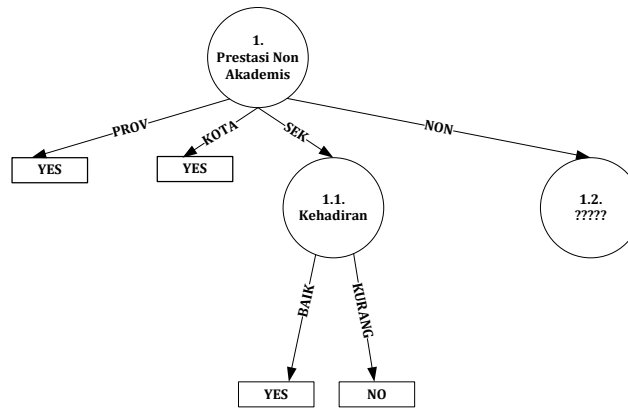 1.
Prestasi Non
Akademis
PROV
KOTA
SEK
NON
YES
YES
1.1.
Kehadiran
1.2.
?????
BAIK
KURANG
YES
NO